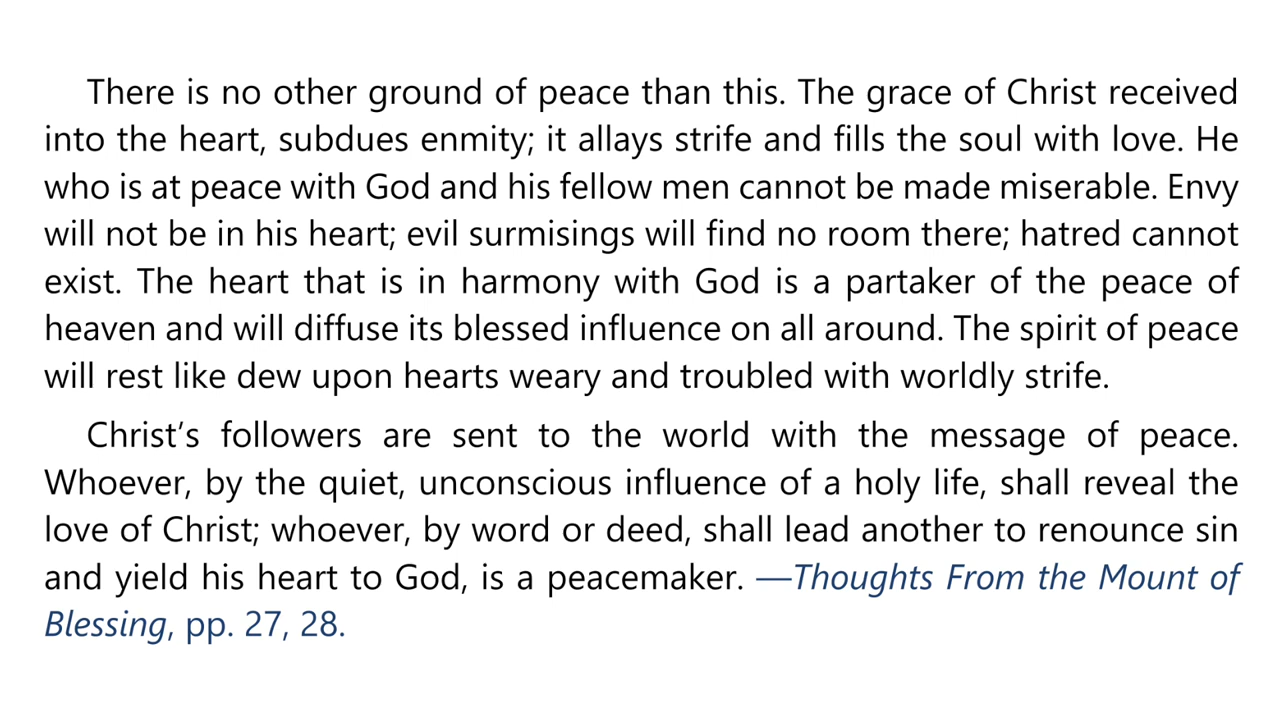 There is no other ground of peace than this. The grace of Christ received
into the heart, subdues enmity; it allays strife and fills the soul with love. He
who is at peace with God and his fellow men cannot be made miserable. Envy
will not be in his heart; evil surmisings will find no room there; hatred cannot
exist. The heart that is in harmony with God is a partaker of the peace of
heaven and will diffuse its blessed influence on all around. The spirit of peace
will rest like dew upon hearts weary and troubled with worldly strife.
Christ’s followers are sent to the world with the message of peace.
Whoever, by the quiet, unconscious influence of a holy life, shall reveal the
love of Christ; whoever, by word or deed, shall lead another to renounce sin
and yield his heart to God, is a peacemaker. —Thoughts From the Mount of
Blessing, pp. 27, 28.